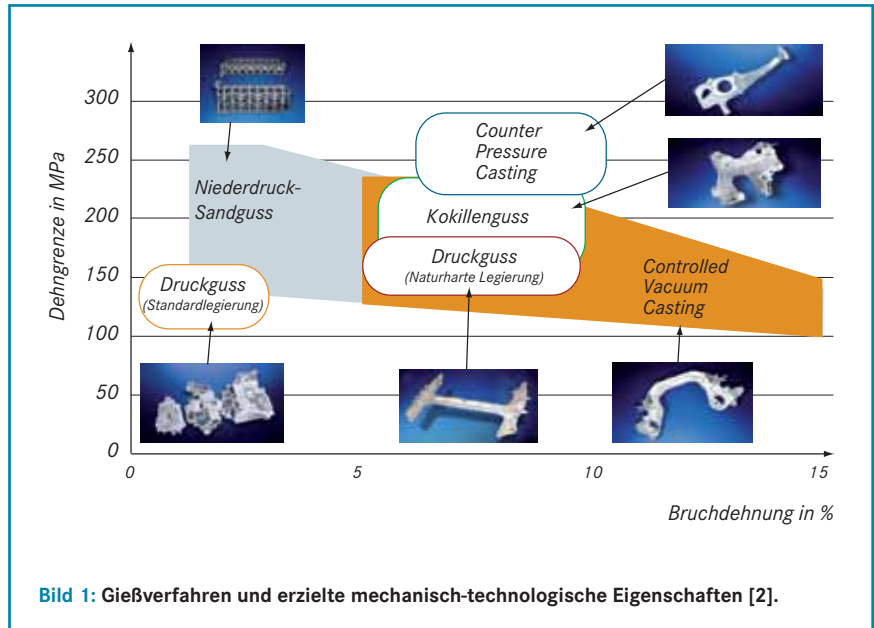 Dehngrenze in MPa
300
250
200
150
100
50
0
Niederdruck-
Sandguss
Counter
Pressure
Casting
Kokillenguss
Druckguss
(Naturharte Legierung)
Druckguss
(Standardlegierung)
Controlled
Vacuum
Casting
0
5
10
15
Bruchdehnung in %
Bild 1: Gießverfahren und erzielte mechanisch-technologische Eigenschaften [2].